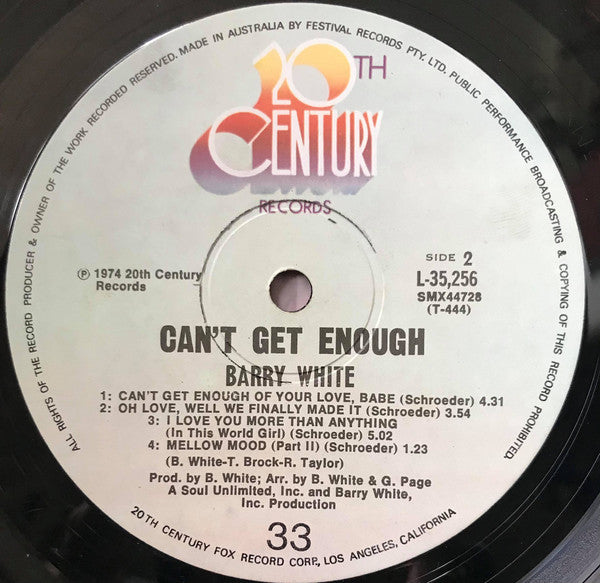 ALL RIGHTS OF THE RECORD PRODUCER & OWNER OF THE WORK RECORDED RESERVED. MADE IN AUSTRALIA BY FESTIVAL RECORDS PTY. LTD. PUBLIC PERFORMANCE BROADCASTING & COPYING OF THIS RECORD PROHIBITED.
20TH
CENTURY
RECORDS
SIDE 2
L-35,256
SMX44728
(T-444)
℗ 1974 20th Century
Records
CAN'T GET ENOUGH
BARRY WHITE
1: CAN'T GET ENOUGH OF YOUR LOVE, BABE (Schroeder) 4.31
2: OH LOVE, WELL WE FINALLY MADE IT (Schroeder) 3.54
3: I LOVE YOU MORE THAN ANYTHING
(In This World Girl) (Schroeder) 5.02
4: MELLOW MOOD (Part II) (Schroeder) 1.23
(B. White-T. Brock-R. Taylor)
Prod. by B. White; Arr. by B. White & G. Page
A Soul Unlimited, Inc. and Barry White,
Inc. Production
33
20TH CENTURY FOX RECORD CORP., LOS ANGELES, CALIFORNIA